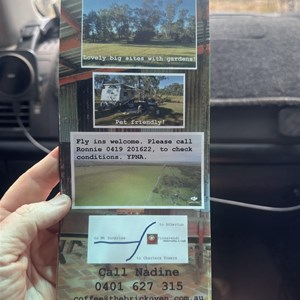 Lovely big sites with gardens!
Pet friendly!
Fly ins welcome. Please call
Ronnie 0419 201622, to check
conditions. YPNA.
Call Nadine
0401 627 315
coffee@thebrickoven.com.au